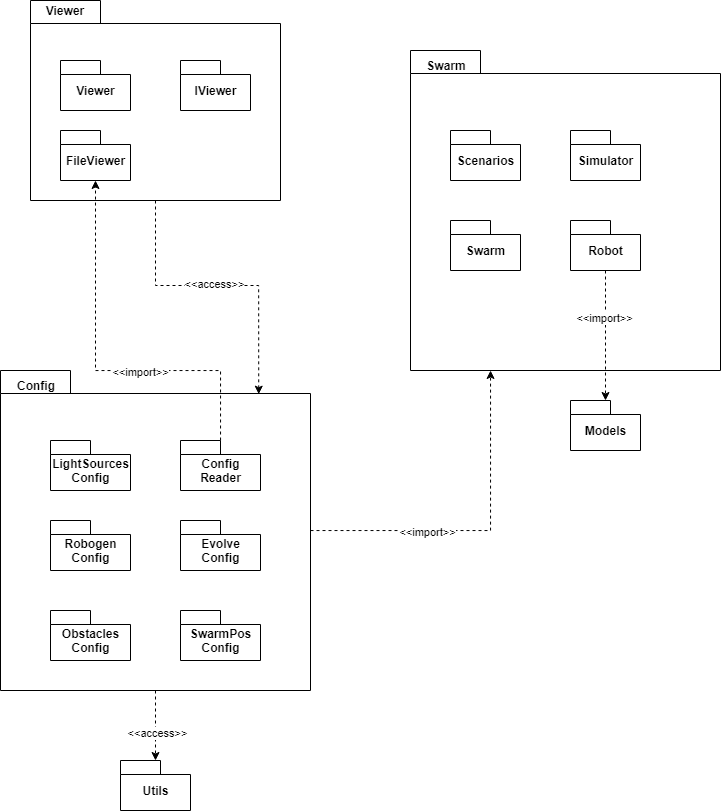 Viewer
Viewer
IViewer
FileViewer
<<access>>
<<import>>
Swarm
Scenarios
Simulator
Swarm
Robot
<<import>>
Models
Config
LightSources
Config
Config
Reader
Robogen
Config
Evolve
Config
Obstacles
Config
SwarmPos
Config
<<import>>
<<access>>
Utils